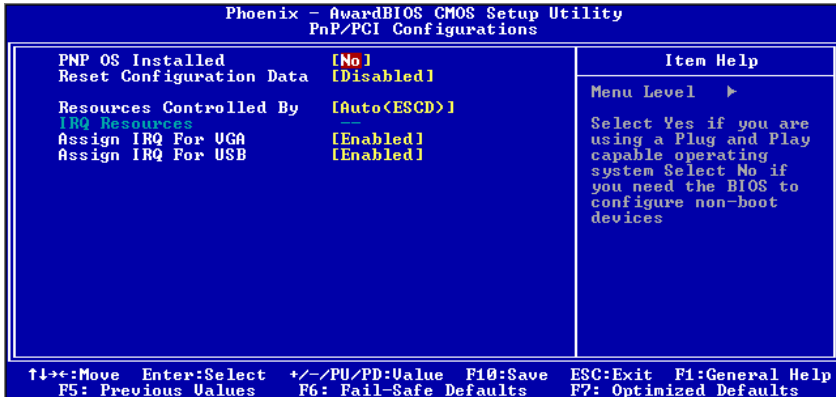 Phoenix - AwardBIOS CMOS Setup Utility
PnP/PCI Configurations
PNP OS Installed [No]
Reset Configuration Data [Disabled]
Resources Controlled By [Auto(ESCD)]
IRQ Resources --
Assign IRQ For VGA [Enabled]
Assign IRQ For USB [Enabled]
Item Help
Menu Level ►
Select Yes if you are
using a Plug and Play
capable operating
system Select No if
you need the BIOS to
configure non-boot
devices
↑↓→←:Move Enter:Select +/-/PU/PD:Value F10:Save ESC:Exit F1:General Help
F5: Previous Values F6: Fail-Safe Defaults F7: Optimized Defaults